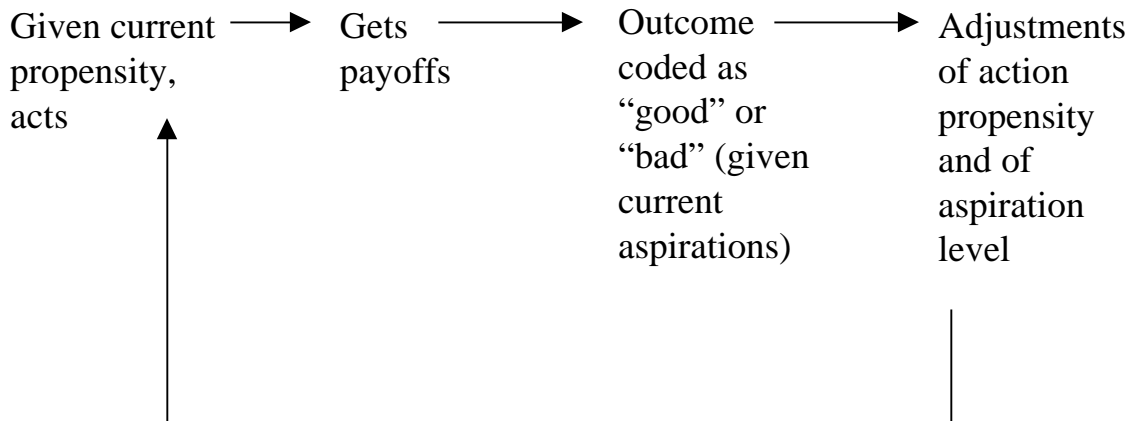 Given current
propensity,
acts
Gets
payoffs
Outcome
coded as
“good” or
“bad” (given
current
aspirations)
Adjustments
of action
propensity
and of
aspiration
level